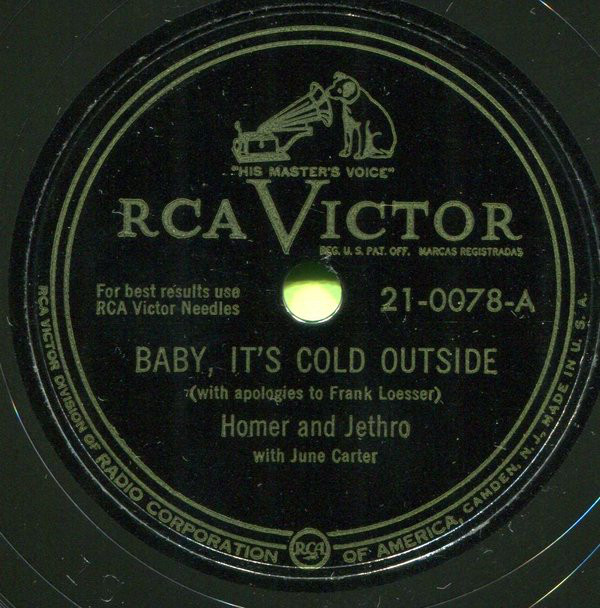 "HIS MASTER'S VOICE"
RCA VICTOR
REG. U. S. PAT. OFF. MARCAS REGISTRADAS
For best results use
RCA Victor Needles
21-0078-A
BABY, IT'S COLD OUTSIDE
(with apologies to Frank Loesser)
Homer and Jethro
with June Carter
RCA VICTOR DIVISION OF RADIO CORPORATION OF AMERICA, CAMDEN, N. J., MADE IN U. S. A.
RCA